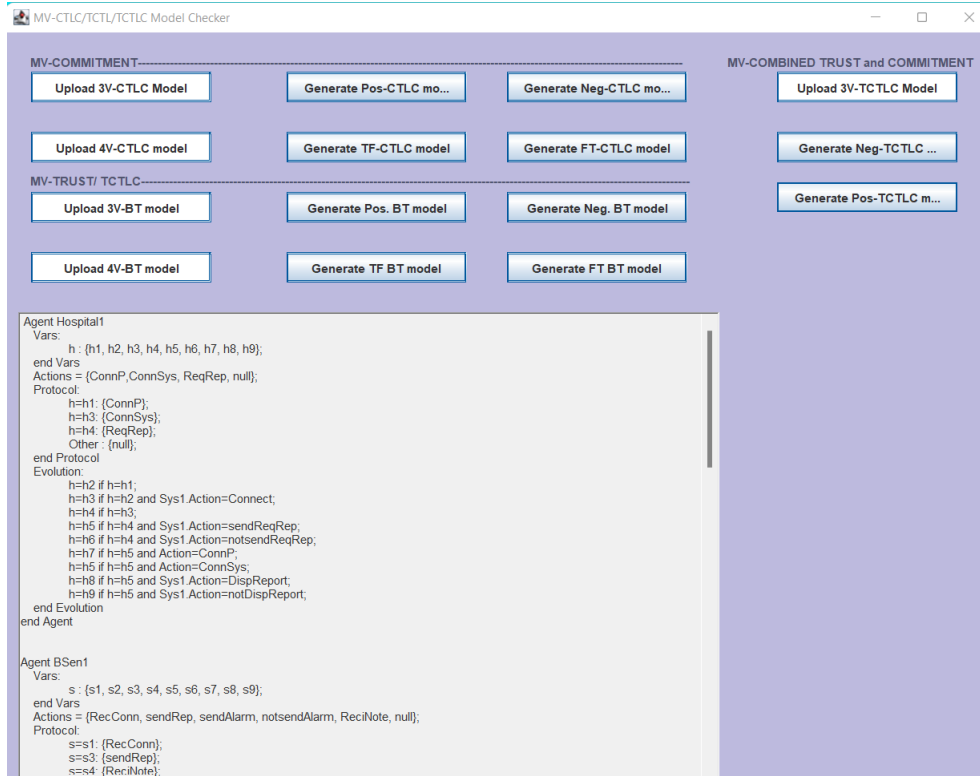 MV-CTLC/TCTL/TCTLC Model Checker
MV-COMMITMENT
Upload 3V-CTLC Model
Generate Pos-CTLC mo...
Generate Neg-CTLC mo...
Upload 4V-CTLC model
Generate TF-CTLC model
Generate FT-CTLC model
MV-TRUST/ TCTLC
Upload 3V-BT model
Generate Pos. BT model
Generate Neg. BT model
Upload 4V-BT model
Generate TF BT model
Generate FT BT model
MV-COMBINED TRUST and COMMITMENT
Upload 3V-TCTLC Model
Generate Neg-TCTLC ...
Generate Pos-TCTLC m...
Agent Hospital1
Vars:
h : {h1, h2, h3, h4, h5, h6, h7, h8, h9};
end Vars
Actions = {ConnP,ConnSys, ReqRep, null};
Protocol:
h=h1: {ConnP};
h=h3: {ConnSys};
h=h4: {ReqRep};
Other : {null};
end Protocol
Evolution:
h=h2 if h=h1;
h=h3 if h=h2 and Sys1.Action=Connect;
h=h4 if h=h3;
h=h5 if h=h4 and Sys1.Action=sendReqRep;
h=h6 if h=h4 and Sys1.Action=notsendReqRep;
h=h7 if h=h5 and Action=ConnP;
h=h5 if h=h5 and Action=ConnSys;
h=h8 if h=h5 and Sys1.Action=DispReport;
h=h9 if h=h5 and Sys1.Action=notDispReport;
end Evolution
end Agent
Agent BSen1
Vars:
s : {s1, s2, s3, s4, s5, s6, s7, s8, s9};
end Vars
Actions = {RecConn, sendRep, sendAlarm, notsendAlarm, ReciNote, null};
Protocol:
s=s1: {RecConn};
s=s3: {sendRep};
s=s4: {ReciNote};